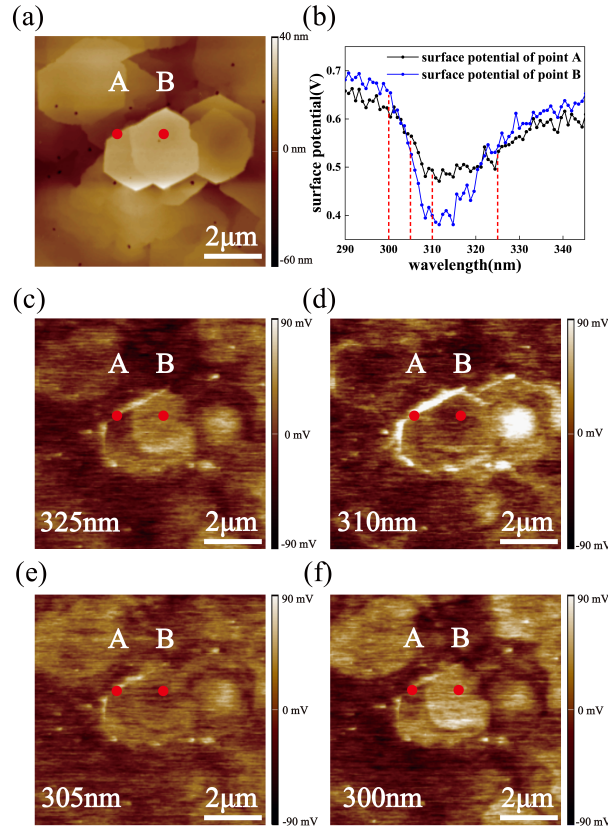 (a)
A B
2μm
40 nm
0 nm
-60 nm
(b)
surface potential of point A
surface potential of point B
surface potential(V)
0.7
0.6
0.5
0.4
290 300 310 320 330 340
wavelength(nm)
(c)
A B
325nm
2μm
90 mV
0 mV
-90 mV
(d)
A B
310nm
2μm
90 mV
0 mV
-90 mV
(e)
A B
305nm
2μm
90 mV
0 mV
-90 mV
(f)
A B
300nm
2μm
90 mV
0 mV
-90 mV